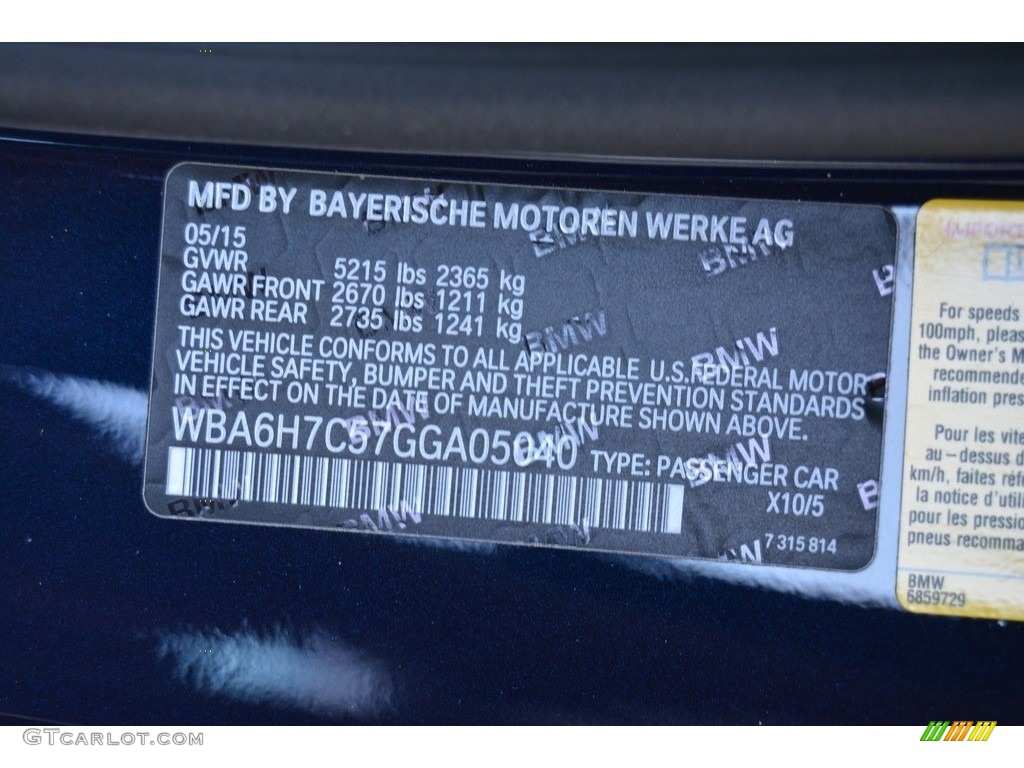 MFD BY BAYERISCHE MOTOREN WERKE AG
05/15
GVWR 5215 lbs 2365 kg
GAWR FRONT 2670 lbs 1211 kg
GAWR REAR 2735 lbs 1241 kg
THIS VEHICLE CONFORMS TO ALL APPLICABLE U.S. FEDERAL MOTOR
VEHICLE SAFETY, BUMPER AND THEFT PREVENTION STANDARDS
IN EFFECT ON THE DATE OF MANUFACTURE SHOWN ABOVE.
WBA6H7C57GGA05040 TYPE: PASSENGER CAR
X10/5
7 315 814
For speeds
100mph, pleas
the Owner's M
recommende
inflation pres
Pour les vite
au-dessus d
km/h, faites réfé
la notice d'utili
pour les pressio
pneus recomma
BMW
6859729
GTCARLOT.COM